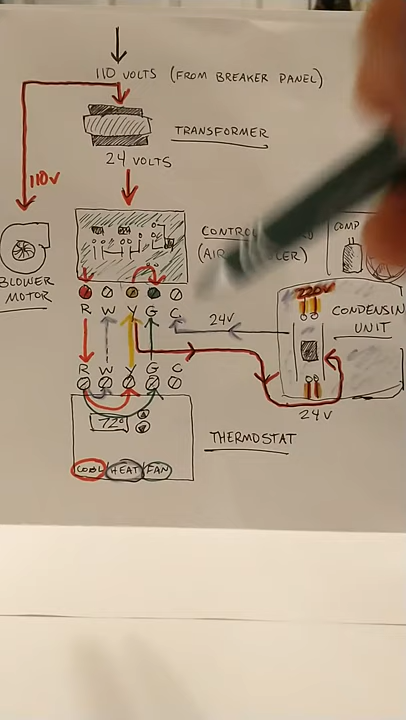 110 VOLTS (FROM BREAKER PANEL)
TRANSFORMER
24 VOLTS
110V
COMP
BLOWER
MOTOR
220V
CONDENSIN
UNIT
R W Y G C
24V
R W Y G C
24V
72°
THERMOSTAT
COOL HEAT FAN